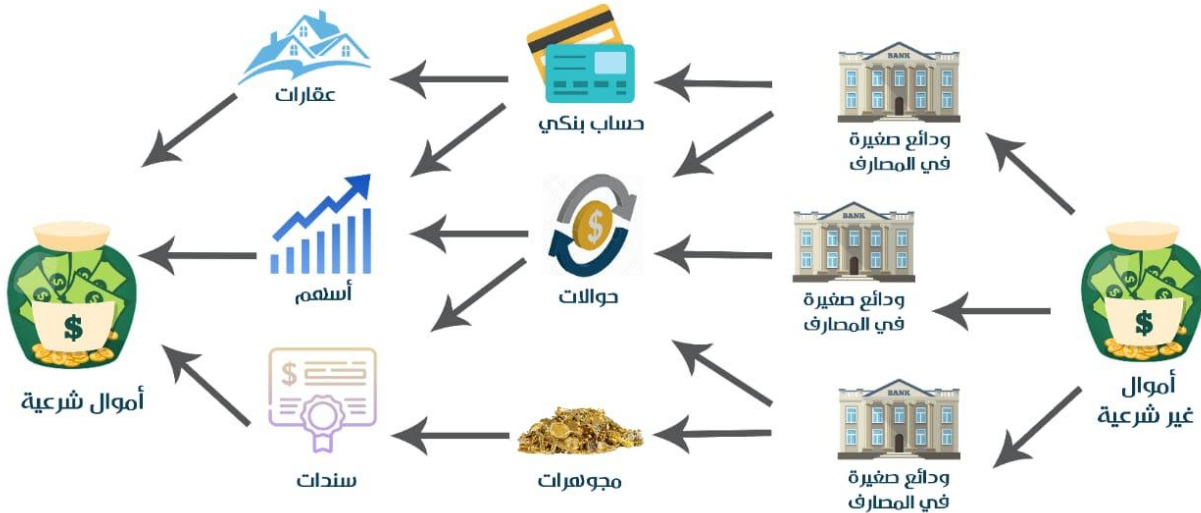 أموال
غير شرعية
BANK
ودائع صغيرة
في المصارف
BANK
ودائع صغيرة
في المصارف
BANK
ودائع صغيرة
في المصارف
حساب بنكي
$
حوالات
مجوهرات
عقارات
أسهم
$
سندات
$
أموال شرعية
$